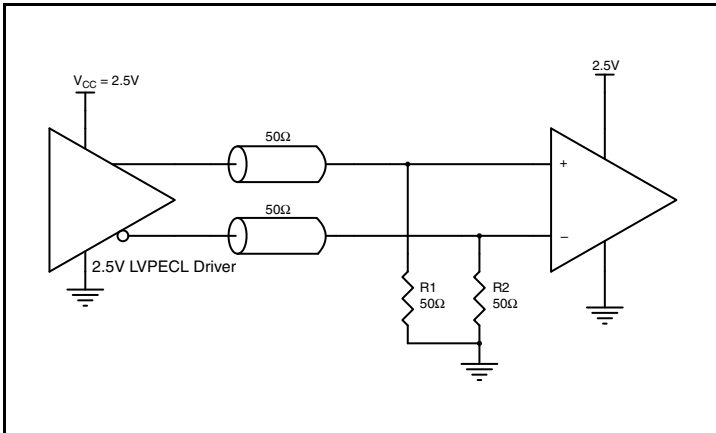 V_CC = 2.5V
2.5V
50Ω
+
50Ω
–
2.5V LVPECL Driver
R1
50Ω
R2
50Ω